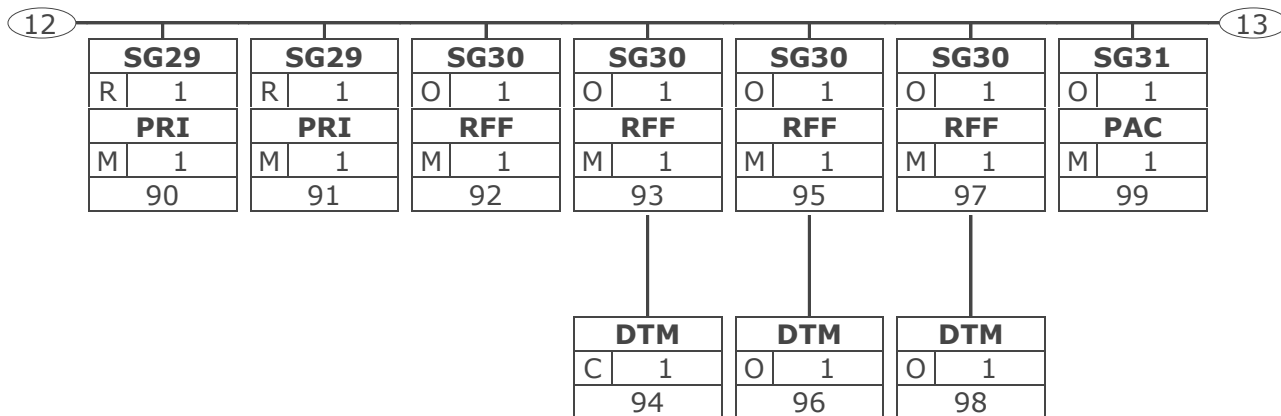 12 13
SG29 SG29 SG30 SG30 SG30 SG30 SG31
R 1 R 1 O 1 O 1 O 1 O 1 O 1
PRI PRI RFF RFF RFF RFF PAC
M 1 M 1 M 1 M 1 M 1 M 1 M 1
90 91 92 93 95 97 99
DTM DTM DTM
C 1 O 1 O 1
94 96 98